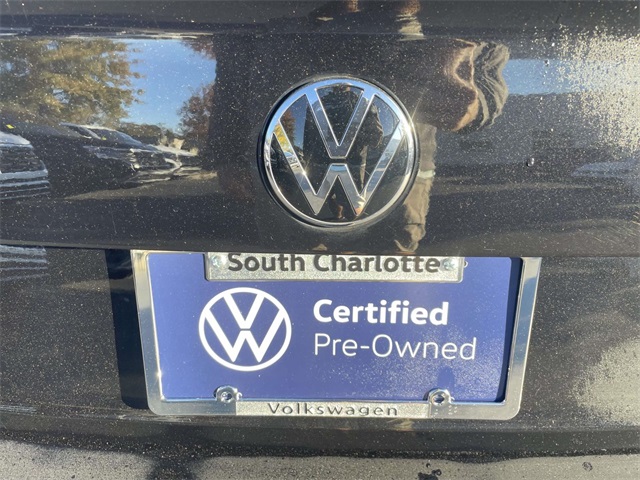 South Charlotte
Certified
Pre-Owned
Volkswagen